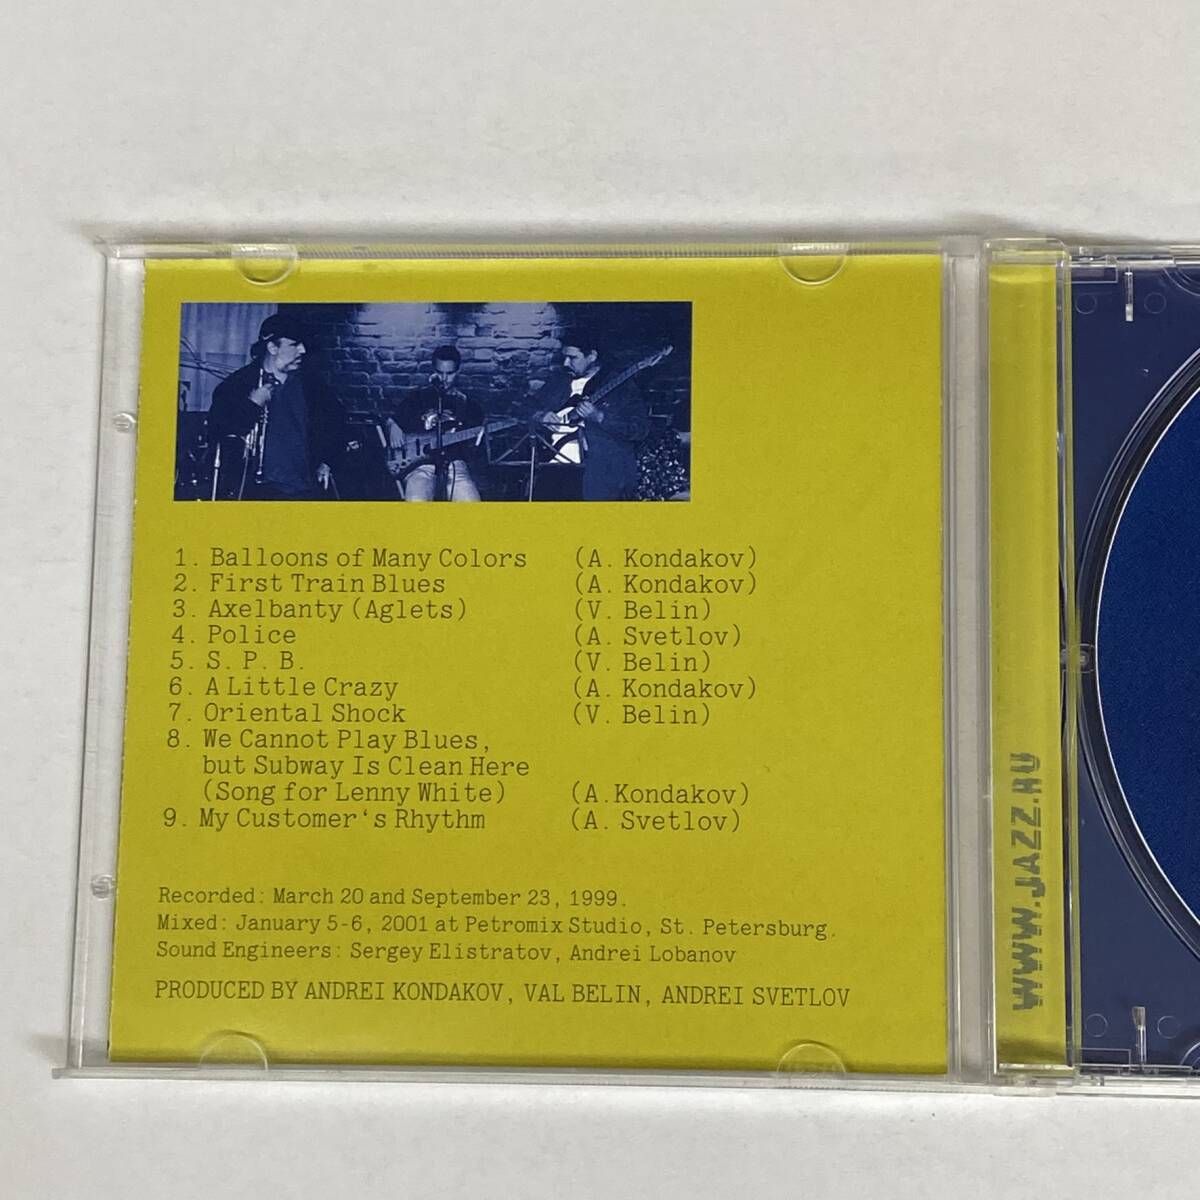 1. Balloons of Many Colors (A. Kondakov)
2. First Train Blues (A. Kondakov)
3. Axelbanty (Aglets) (V. Belin)
4. Police (A. Svetlov)
5. S. P. B. (V. Belin)
6. A Little Crazy (A. Kondakov)
7. Oriental Shock (V. Belin)
8. We Cannot Play Blues,
but Subway Is Clean Here
(Song for Lenny White) (A.Kondakov)
9. My Customer‘s Rhythm (A. Svetlov)
Recorded: March 20 and September 23, 1999.
Mixed: January 5-6, 2001 at Petromix Studio, St. Petersburg.
Sound Engineers: Sergey Elistratov, Andrei Lobanov
PRODUCED BY ANDREI KONDAKOV, VAL BELIN, ANDREI SVETLOV
WWW.JAZZ.RU